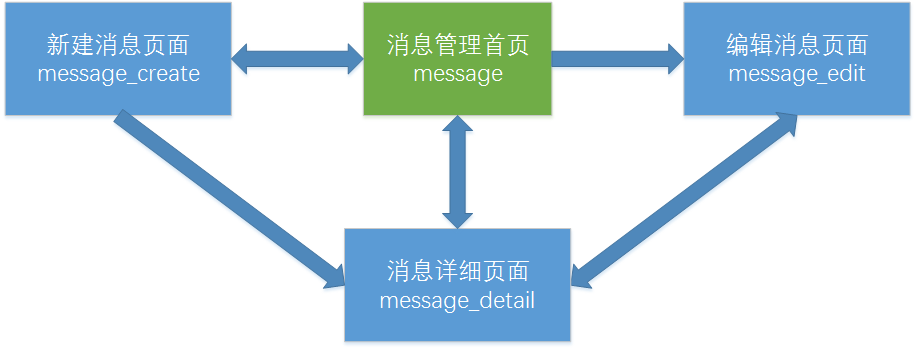 新建消息页面
message_create
消息管理首页
message
编辑消息页面
message_edit
消息详细页面
message_detail